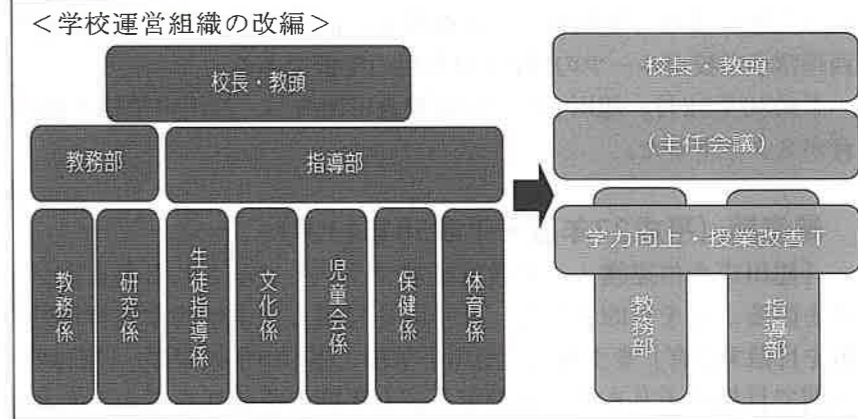 ＜学校運営組織の改編＞
校長・教頭
教務部
指導部
教務係
研究係
生徒指導係
文化係
児童会係
保健係
体育係
校長・教頭
（主任会議）
学力向上・授業改善Ｔ
教務部
指導部